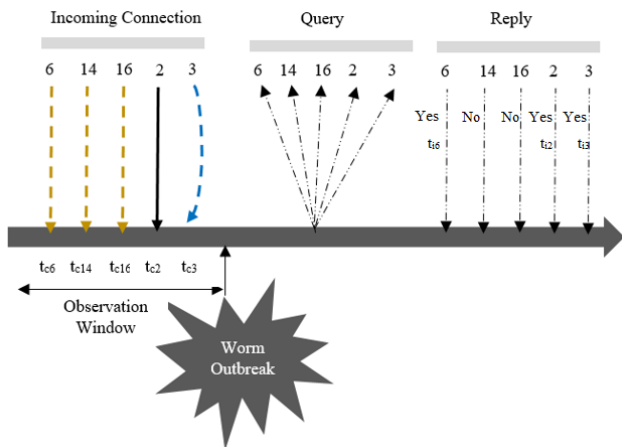 Incoming Connection
Query
Reply
6 14 16 2 3
6 14 16 2 3
6 14 16 2 3
Yes No No Yes Yes
ti6 ti2 ti3
tc6 tc14 tc16 tc2 tc3
Observation
Window
Worm
Outbreak